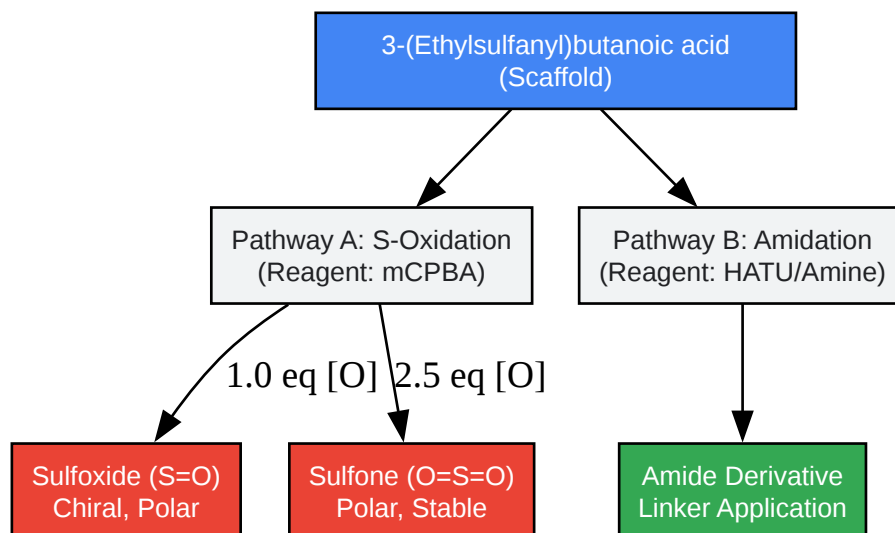 3-(Ethylsulfanyl)butanoic acid
(Scaffold)
Pathway A: S-Oxidation
(Reagent: mCPBA)
Pathway B: Amidation
(Reagent: HATU/Amine)
1.0 eq [O]
2.5 eq [O]
Sulfoxide (S=O)
Chiral, Polar
Sulfone (O=S=O)
Polar, Stable
Amide Derivative
Linker Application